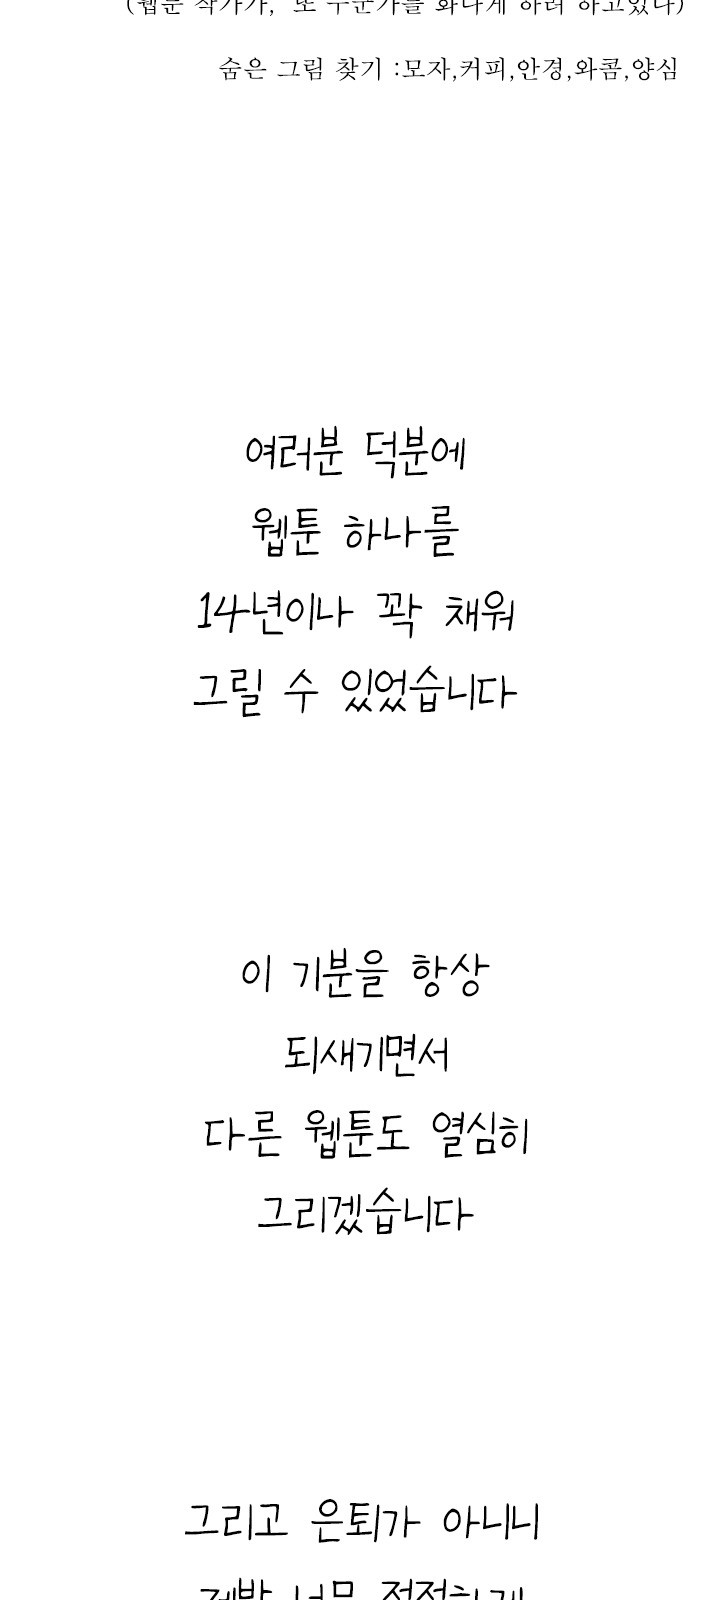 (웹툰 작가가, 또 누군가를 화나게 하려 하고있다)
숨은 그림 찾기 :모자,커피,안경,와콤,양심
여러분 덕분에
웹툰 하나를
14년이나 꽉 채워
그릴 수 있었습니다
이 기분을 항상
되새기면서
다른 웹툰도 열심히
그리겠습니다
그리고 은퇴가 아니니
제발 너무